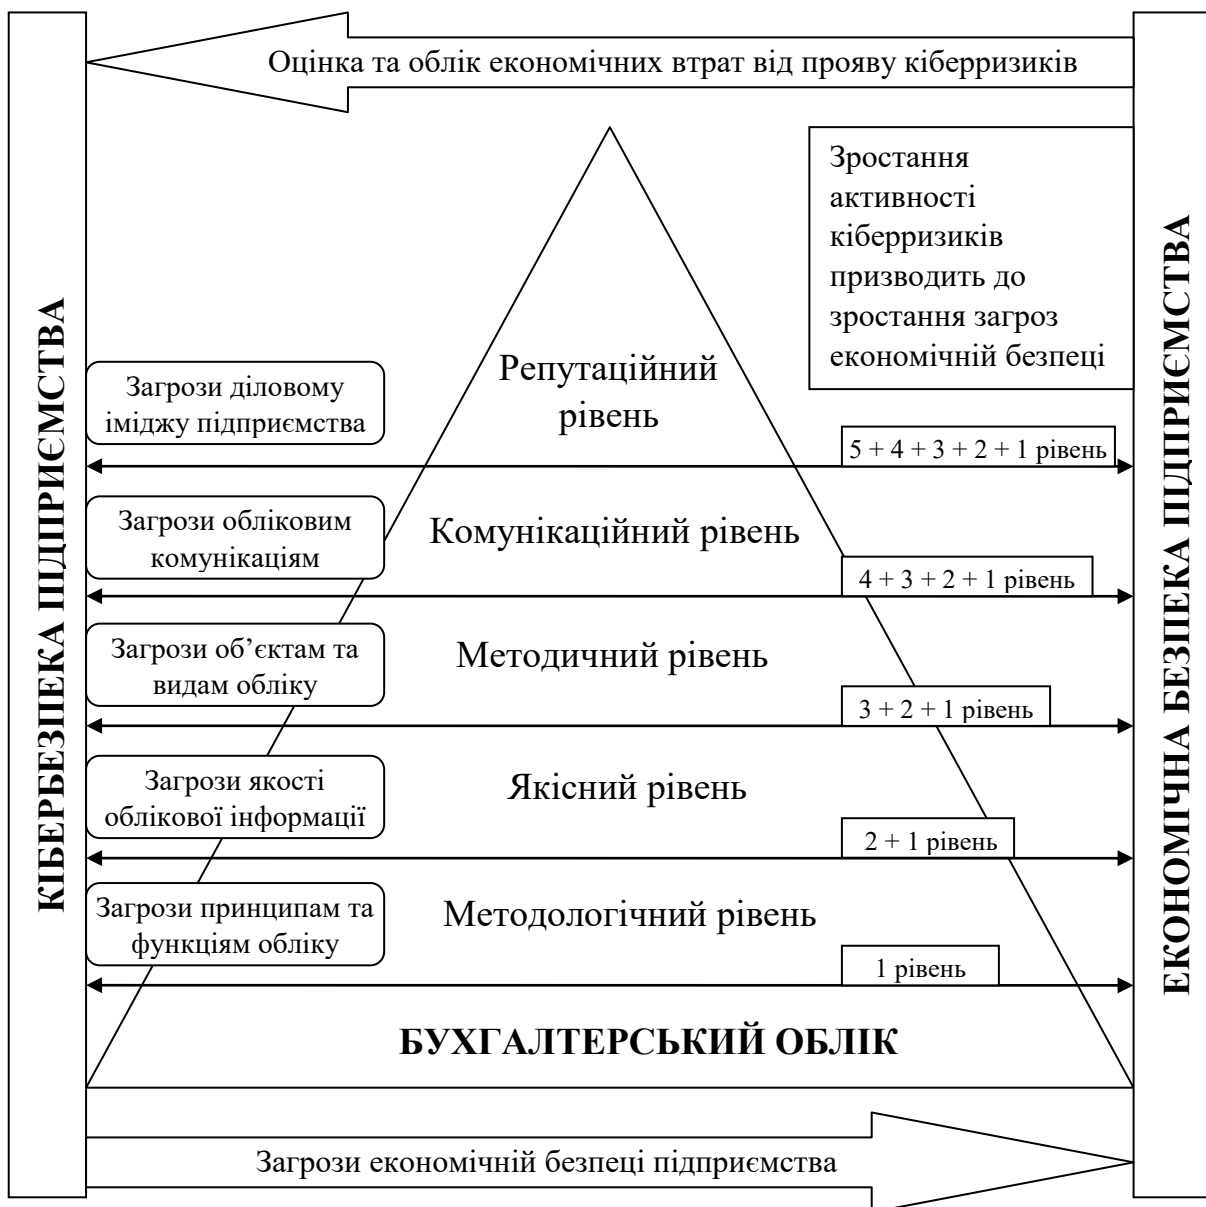 Оцінка та облік економічних втрат від прояву кіберризиків
КІБЕРБЕЗПЕКА ПІДПРИЄМСТВА
ЕКОНОМІЧНА БЕЗПЕКА ПІДПРИЄМСТВА
Зростання
активності
кіберризиків
призводить до
зростання загроз
економічній безпеці
Загрози діловому
іміджу підприємства
Репутаційний
рівень
5 + 4 + 3 + 2 + 1 рівень
Загрози обліковим
комунікаціям
Комунікаційний рівень
4 + 3 + 2 + 1 рівень
Загрози об’єктам та
видам обліку
Методичний рівень
3 + 2 + 1 рівень
Загрози якості
облікової інформації
Якісний рівень
2 + 1 рівень
Загрози принципам та
функціям обліку
Методологічний рівень
1 рівень
БУХГАЛТЕРСЬКИЙ ОБЛІК
Загрози економічній безпеці підприємства